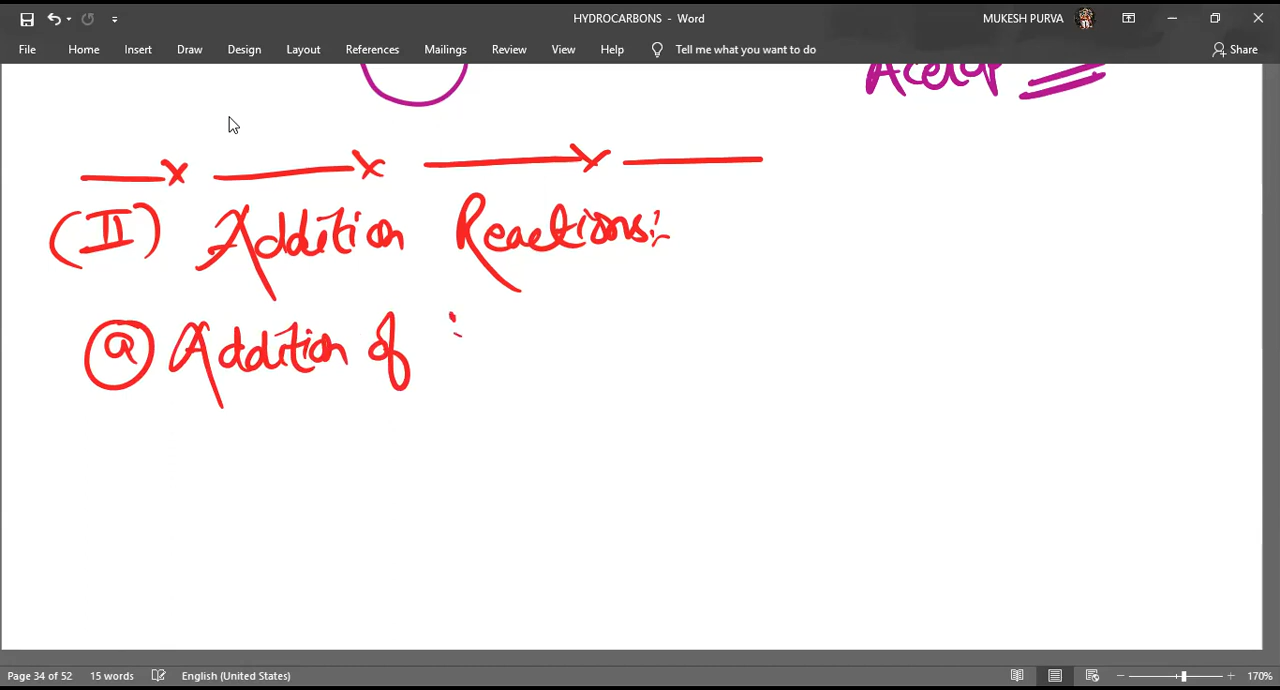 HYDROCARBONS - Word
MUKESH PURVA
File Home Insert Draw Design Layout References Mailings Review View Help Tell me what you want to do Share
(II) Addition Reactions:-
(a) Addition of :
Page 34 of 52 15 words English (United States) 170%